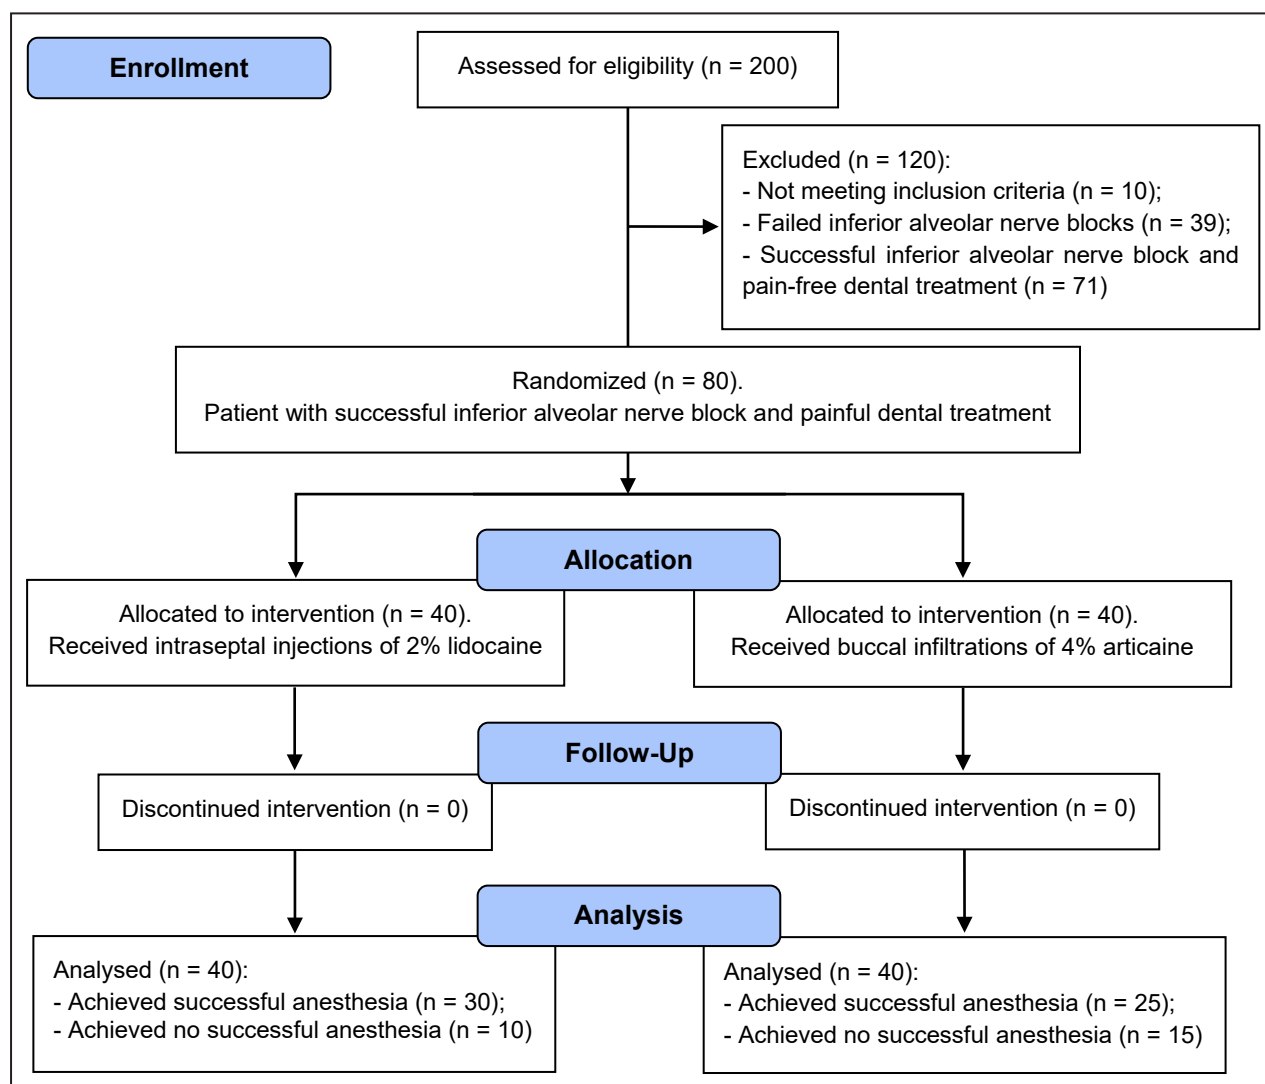 Enrollment
Assessed for eligibility (n = 200)
Excluded (n = 120):
- Not meeting inclusion criteria (n = 10);
- Failed inferior alveolar nerve blocks (n = 39);
- Successful inferior alveolar nerve block and
pain-free dental treatment (n = 71)
Randomized (n = 80).
Patient with successful inferior alveolar nerve block and painful dental treatment
Allocation
Allocated to intervention (n = 40).
Received intraseptal injections of 2% lidocaine
Allocated to intervention (n = 40).
Received buccal infiltrations of 4% articaine
Follow-Up
Discontinued intervention (n = 0)
Discontinued intervention (n = 0)
Analysis
Analysed (n = 40):
- Achieved successful anesthesia (n = 30);
- Achieved no successful anesthesia (n = 10)
Analysed (n = 40):
- Achieved successful anesthesia (n = 25);
- Achieved no successful anesthesia (n = 15)